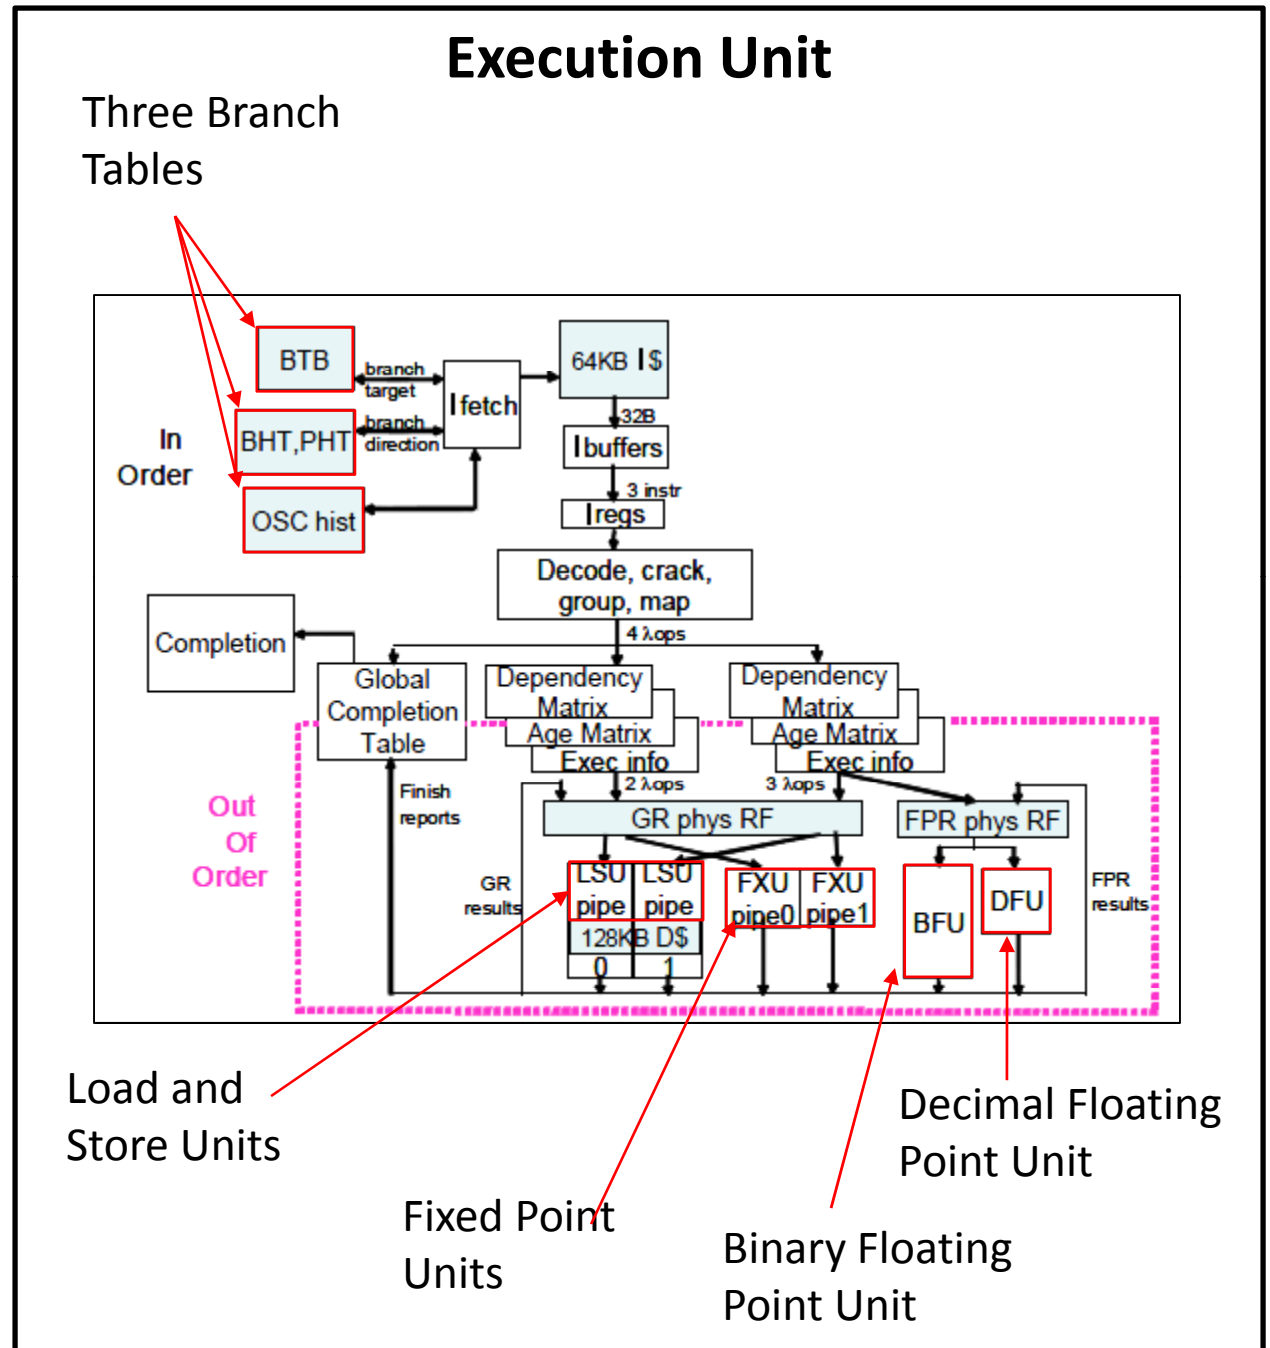 Execution Unit
Three Branch
Tables
BTB
branch
target
I fetch
64KB I$
BHT,PHT
branch
direction
In
Order
32B
I buffers
OSC hist
3 instr
I regs
Decode, crack,
group, map
4 λops
Completion
Global
Completion
Table
Dependency
Matrix
Age Matrix
Exec info
Dependency
Matrix
Age Matrix
Exec info
2 λops
3 λops
Out
Of
Order
Finish
reports
GR phys RF
FPR phys RF
GR
results
LSU
pipe
LSU
pipe
128KB D$
0
1
FXU
pipe0
FXU
pipe1
BFU
DFU
FPR
results
Load and
Store Units
Decimal Floating
Point Unit
Fixed Point
Units
Binary Floating
Point Unit